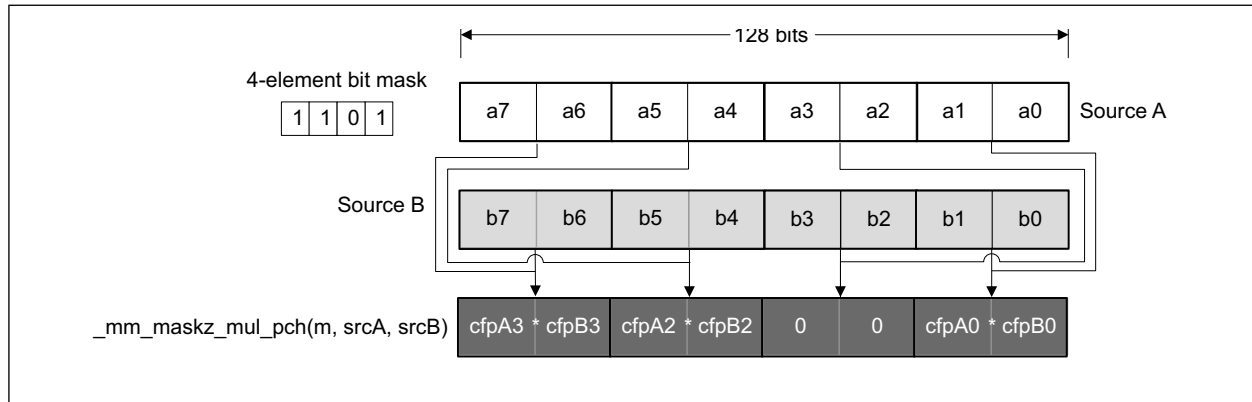 128 bits
4-element bit mask
1 1 0 1
a7 a6 a5 a4 a3 a2 a1 a0 Source A
Source B
b7 b6 b5 b4 b3 b2 b1 b0
_mm_maskz_mul_pch(m, srcA, srcB) cfpA3 * cfpB3 cfpA2 * cfpB2 0 0 cfpA0 * cfpB0